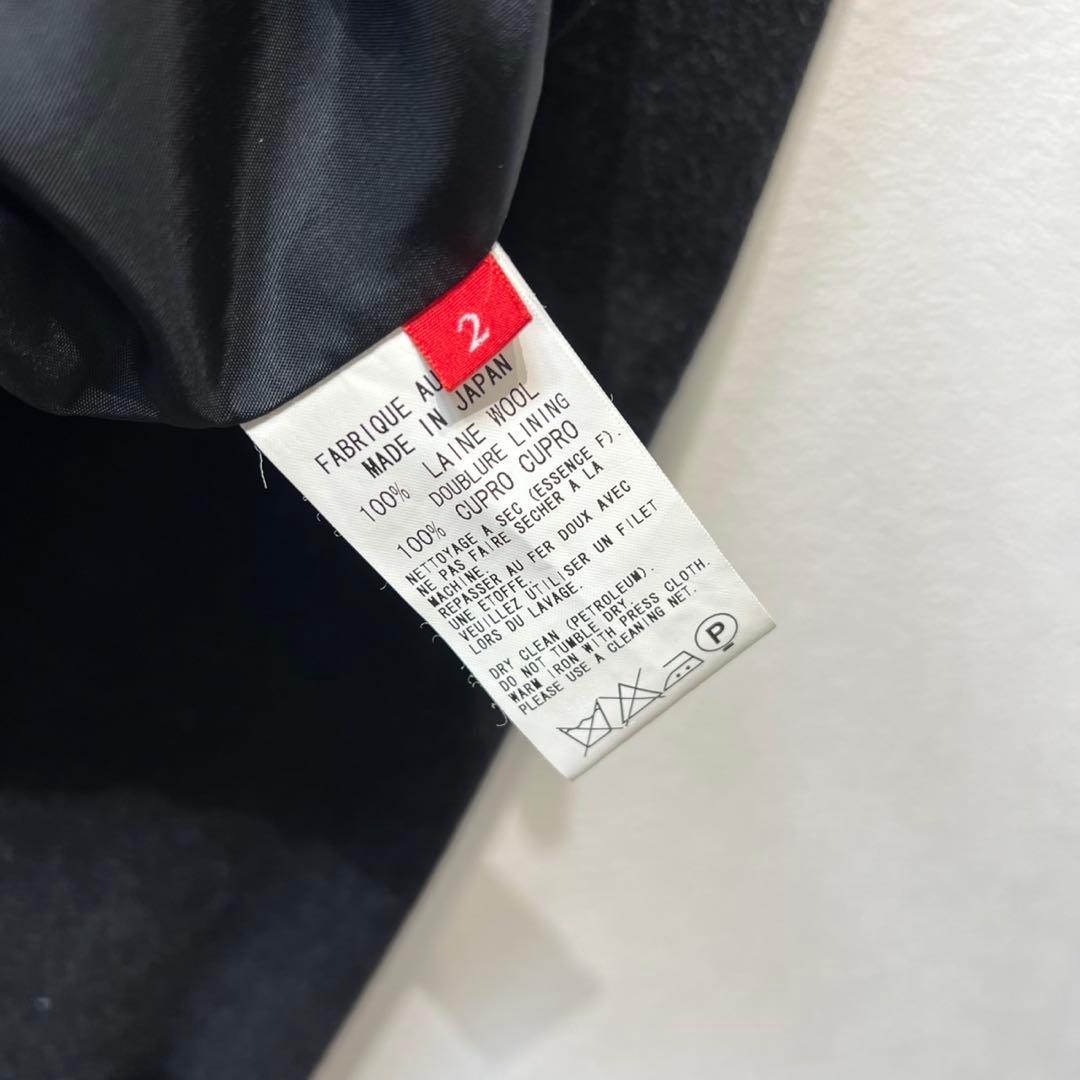 2
FABRIQUE AU
MADE IN JAPAN
100% LAINE WOOL
DOUBLURE LINING
100% CUPRO CUPRO
NETTOYAGE A SEC (ESSENCE F).
NE PAS FAIRE SECHER A LA
MACHINE.
REPASSER AU FER DOUX AVEC
UNE ETOFFE.
VEUILLEZ UTILISER UN FILET
LORS DU LAVAGE.
DRY CLEAN (PETROLEUM).
DO NOT TUMBLE DRY.
WARM IRON WITH PRESS CLOTH.
PLEASE USE A CLEANING NET.
P